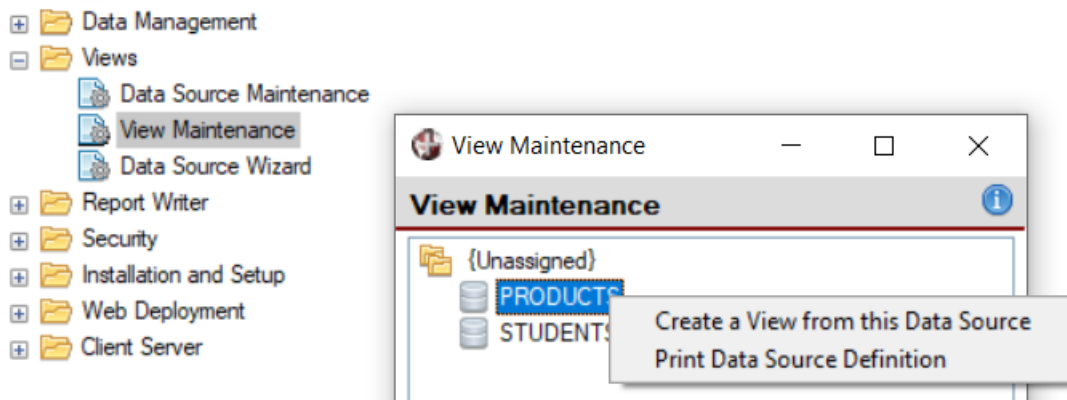 Data Management
Views
Data Source Maintenance
View Maintenance
Data Source Wizard
Report Writer
Security
Installation and Setup
Web Deployment
Client Server
View Maintenance
View Maintenance
{Unassigned}
PRODUCTS
STUDENTS
Create a View from this Data Source
Print Data Source Definition